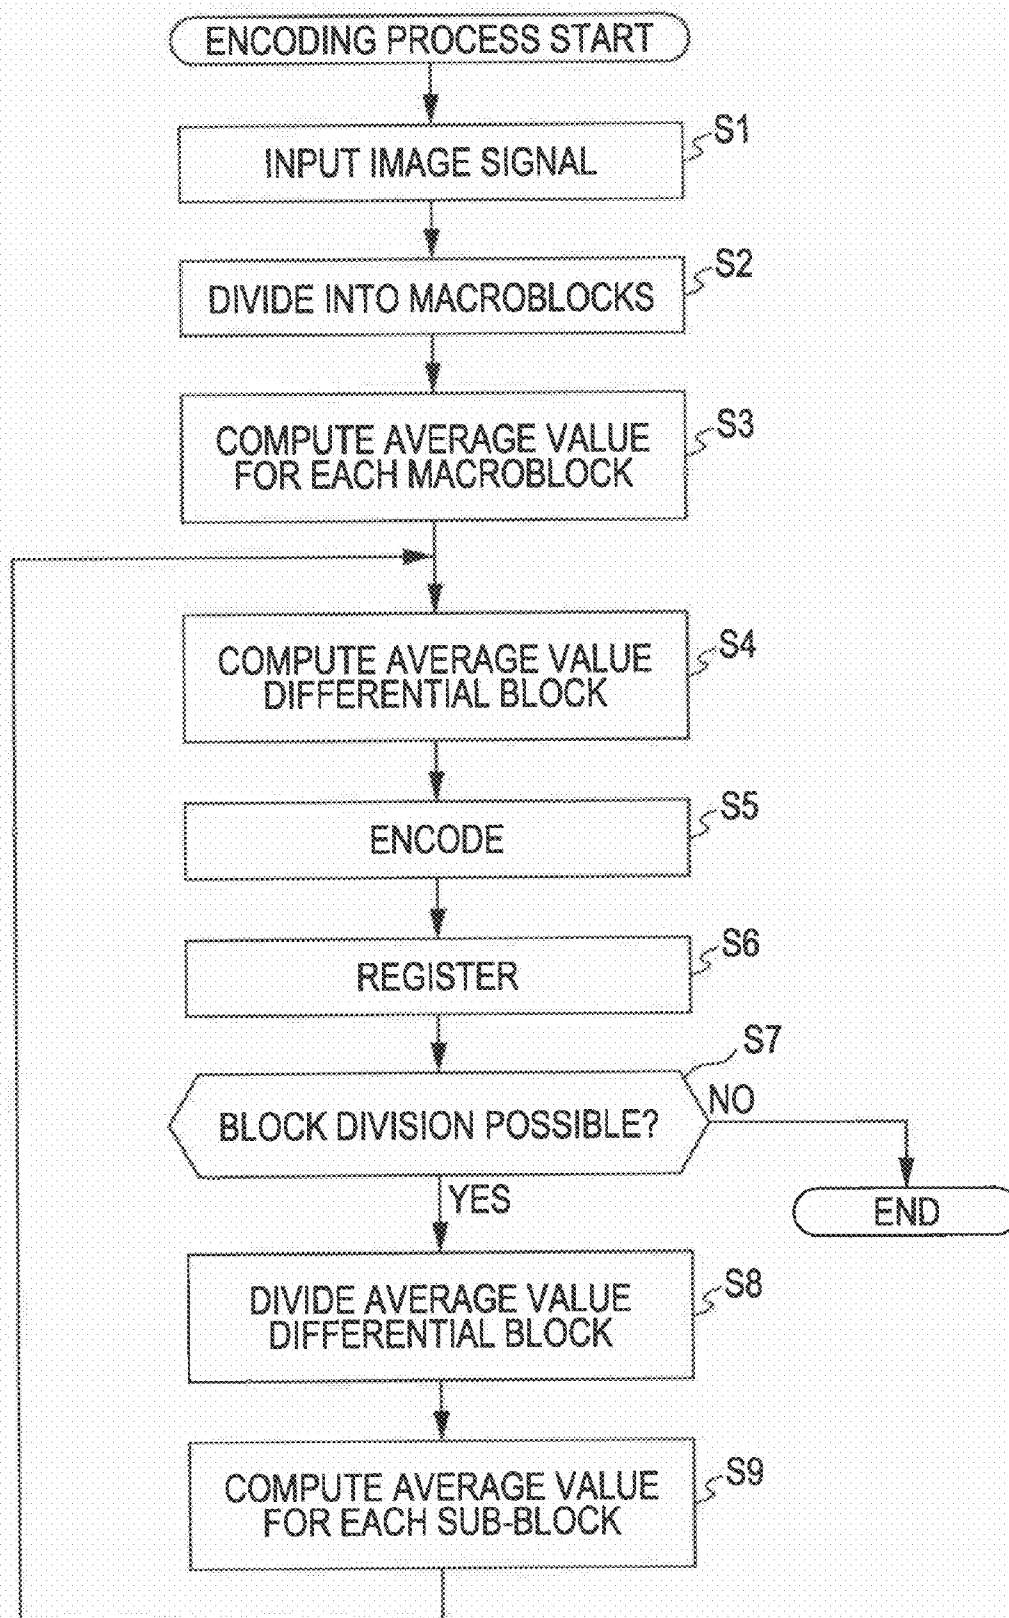 ENCODING PROCESS START
S1
INPUT IMAGE SIGNAL
S2
DIVIDE INTO MACROBLOCKS
S3
COMPUTE AVERAGE VALUE
FOR EACH MACROBLOCK
S4
COMPUTE AVERAGE VALUE
DIFFERENTIAL BLOCK
S5
ENCODE
S6
REGISTER
S7
BLOCK DIVISION POSSIBLE?
NO
YES
END
S8
DIVIDE AVERAGE VALUE
DIFFERENTIAL BLOCK
S9
COMPUTE AVERAGE VALUE
FOR EACH SUB-BLOCK